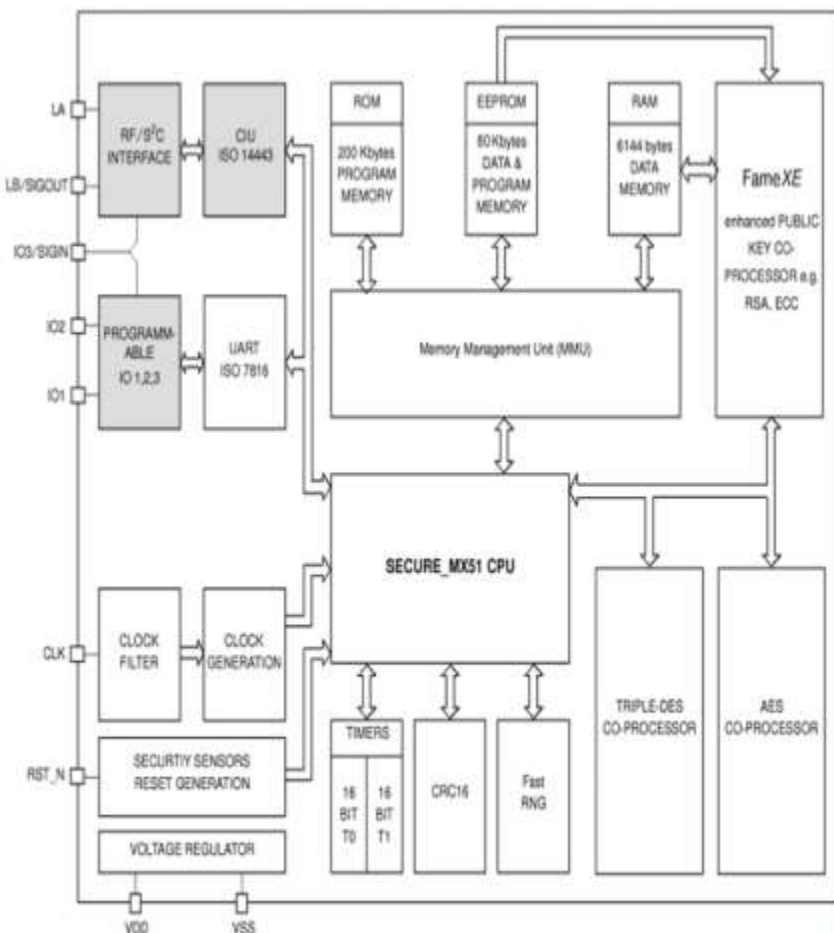 LA
LB/SIGOUT
IO3/SIGIN
IO2
IO1
CLK
RST_N
VDD
VSS
RF/S²C
INTERFACE
CIU
ISO 14443
PROGRAMM-
ABLE
IO 1,2,3
UART
ISO 7816
ROM
200 Kbytes
PROGRAM
MEMORY
EEPROM
80 Kbytes
DATA &
PROGRAM
MEMORY
RAM
6144 bytes
DATA
MEMORY
FameXE
enhanced PUBLIC
KEY CO-
PROCESSOR e.g.
RSA, ECC
Memory Management Unit (MMU)
SECURE_MX51 CPU
CLOCK
FILTER
CLOCK
GENERATION
SECURTIY SENSORS
RESET GENERATION
VOLTAGE REGULATOR
TIMERS
16
BIT
T0
16
BIT
T1
CRC16
Fast
RNG
TRIPLE-DES
CO-PROCESSOR
AES
CO-PROCESSOR